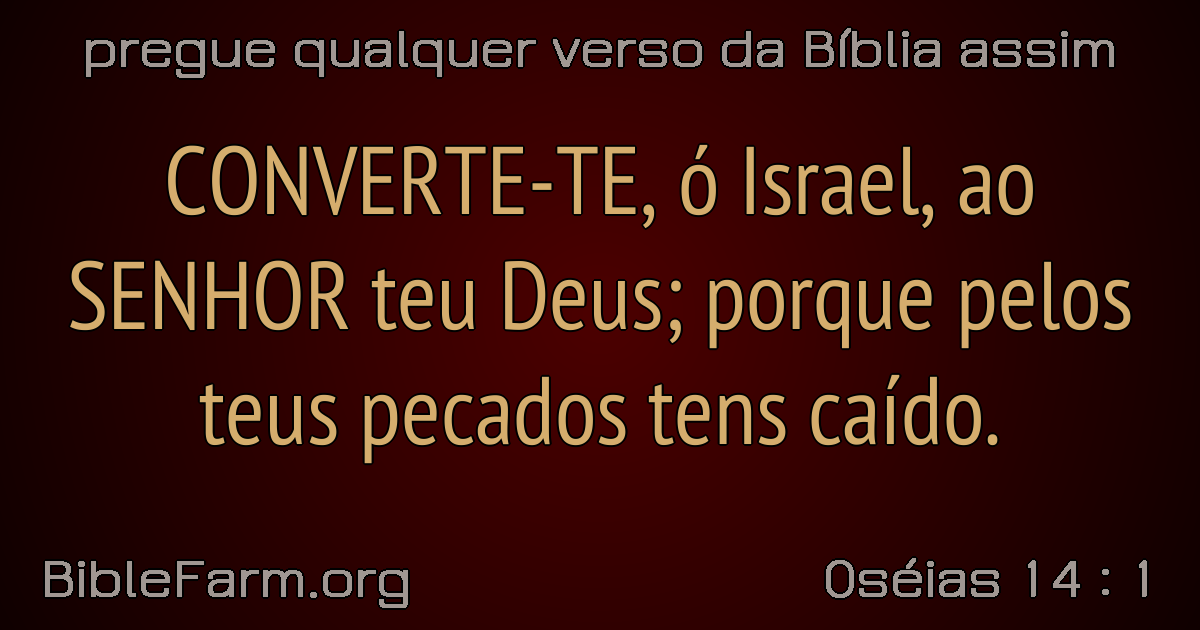 pregue qualquer verso da Bíblia assim
CONVERTE-TE, ó Israel, ao
SENHOR teu Deus; porque pelos
teus pecados tens caído.
BibleFarm.org
Oséias 14 : 1